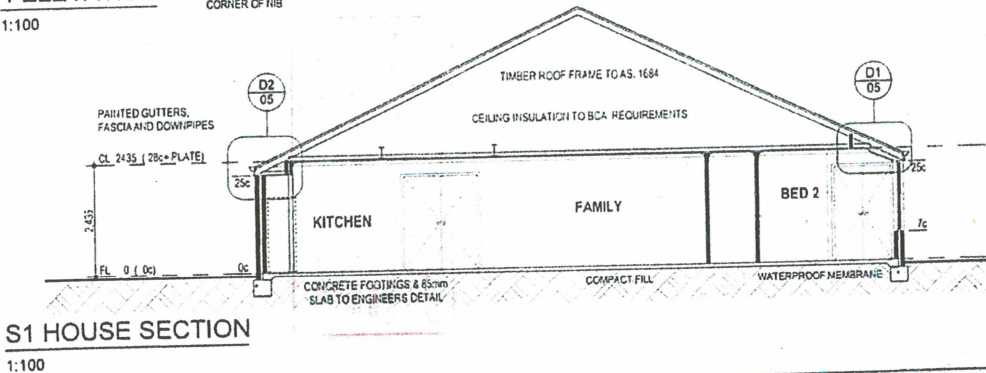 1:100
CORNER OF NIB
D2
05
D1
05
TIMBER ROOF FRAME TO AS. 1684
PAINTED GUTTERS,
FASCIA AND DOWNPIPES
CEILING INSULATION TO BCA REQUIREMENTS
CL 2435 ( 28c+PLATE)
25c
25c
2,435
KITCHEN
FAMILY
BED 2
7c
FL 0 ( 0c)
0c
CONCRETE FOOTINGS & 85mm
SLAB TO ENGINEERS DETAIL
COMPACT FILL
WATERPROOF MEMBRANE
S1 HOUSE SECTION
1:100